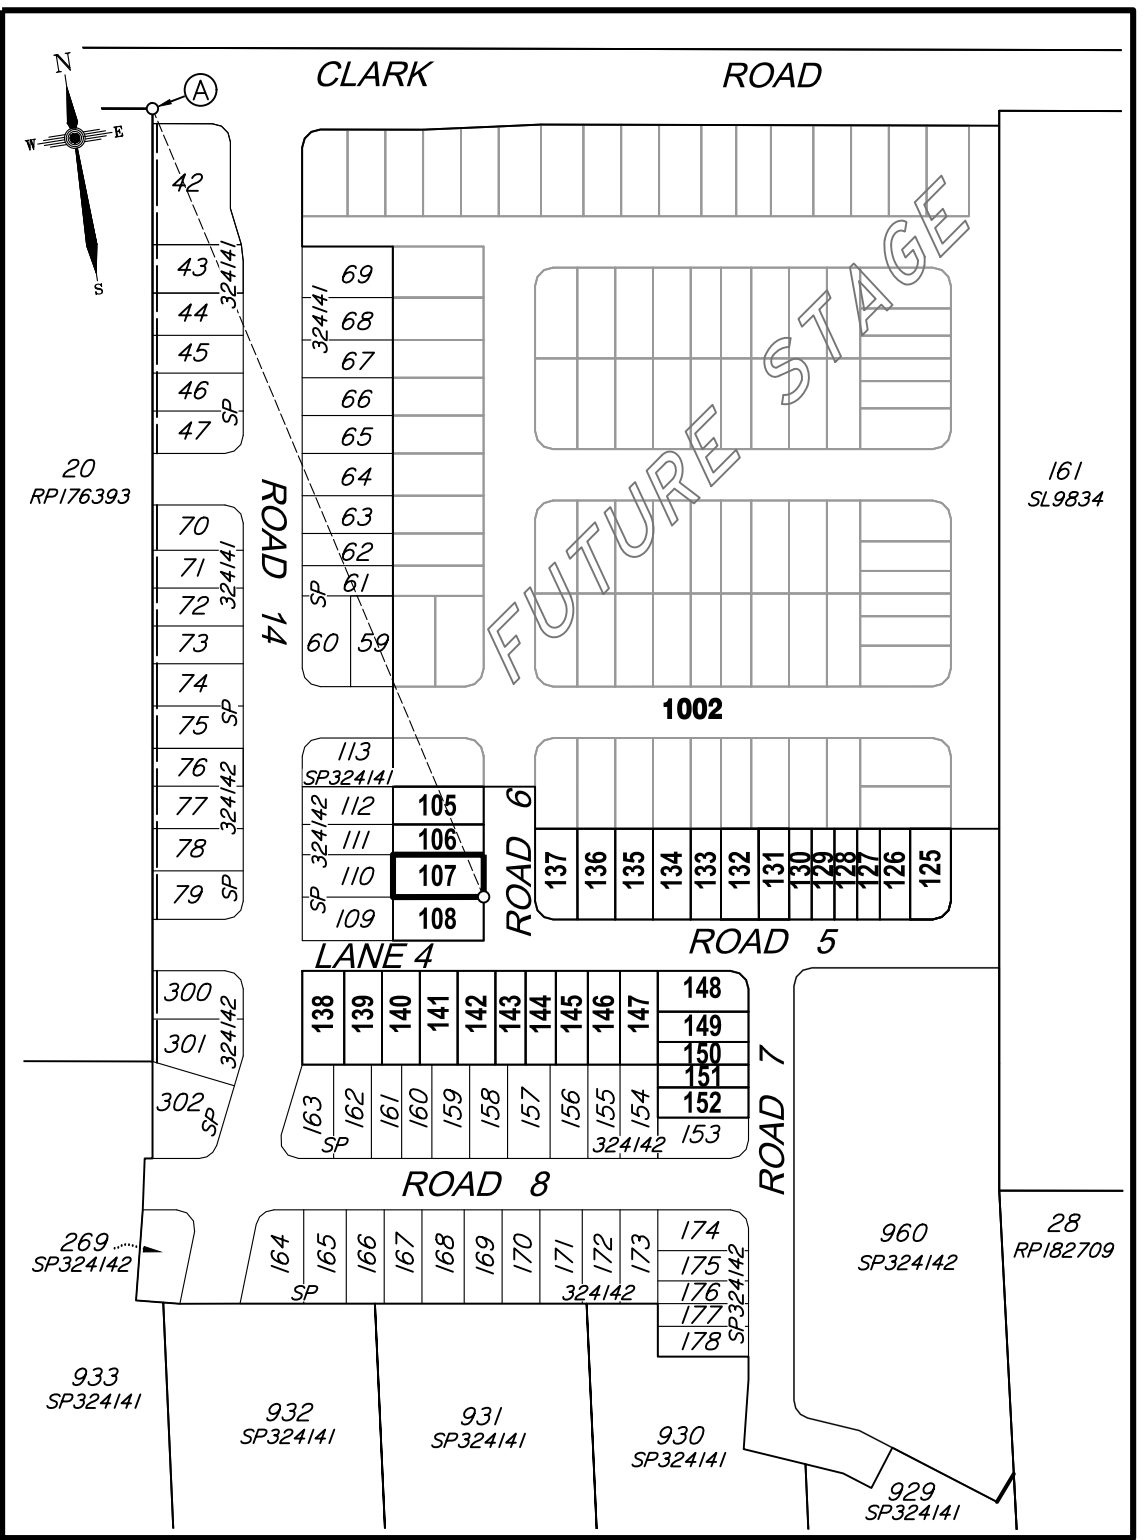 CLARK ROAD
N
A
W E
S
42
43
324141
44
45
46
47
SP
69
68
324141
67
66
65
64
63
62
61
SP
60 59
FUTURE STAGE
20
RP176393
161
SL9834
ROAD 14
70
71
324141
72
73
74
SP
75
76
77
324142
78
79
SP
1002
113
SP324141
112
324142
111
110
SP
109
105
106
107
108
ROAD 6
137 136 135 134 133 132 131 130 129 128 127 126 125
ROAD 5
LANE 4
300
301
324142
302
SP
138 139 140 141 142 143 144 145 146 147
148
149
150
151
152
153
163 162 161 160 159 158 157 156 155 154
SP 324142
ROAD 7
ROAD 8
269
SP324142
164 165 166 167 168 169 170 171 172 173
SP 324142
174
175
176
177
178
SP324142
960
SP324142
28
RP182709
933
SP324141
932
SP324141
931
SP324141
930
SP324141
929
SP324141